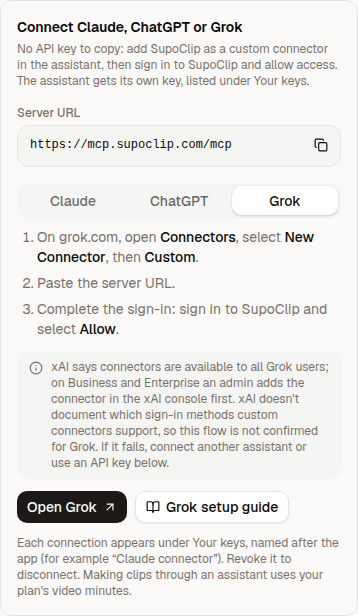 Connect Claude, ChatGPT or Grok
No API key to copy: add SupoClip as a custom connector
in the assistant, then sign in to SupoClip and allow access.
The assistant gets its own key, listed under Your keys.
Server URL
https://mcp.supoclip.com/mcp
Claude
ChatGPT
Grok
1. On grok.com, open Connectors, select New
Connector, then Custom.
2. Paste the server URL.
3. Complete the sign-in: sign in to SupoClip and
select Allow.
xAI says connectors are available to all Grok users;
on Business and Enterprise an admin adds the
connector in the xAI console first. xAI doesn't
document which sign-in methods custom
connectors support, so this flow is not confirmed
for Grok. If it fails, connect another assistant or
use an API key below.
Open Grok
Grok setup guide
Each connection appears under Your keys, named after the
app (for example “Claude connector”). Revoke it to
disconnect. Making clips through an assistant uses your
plan's video minutes.